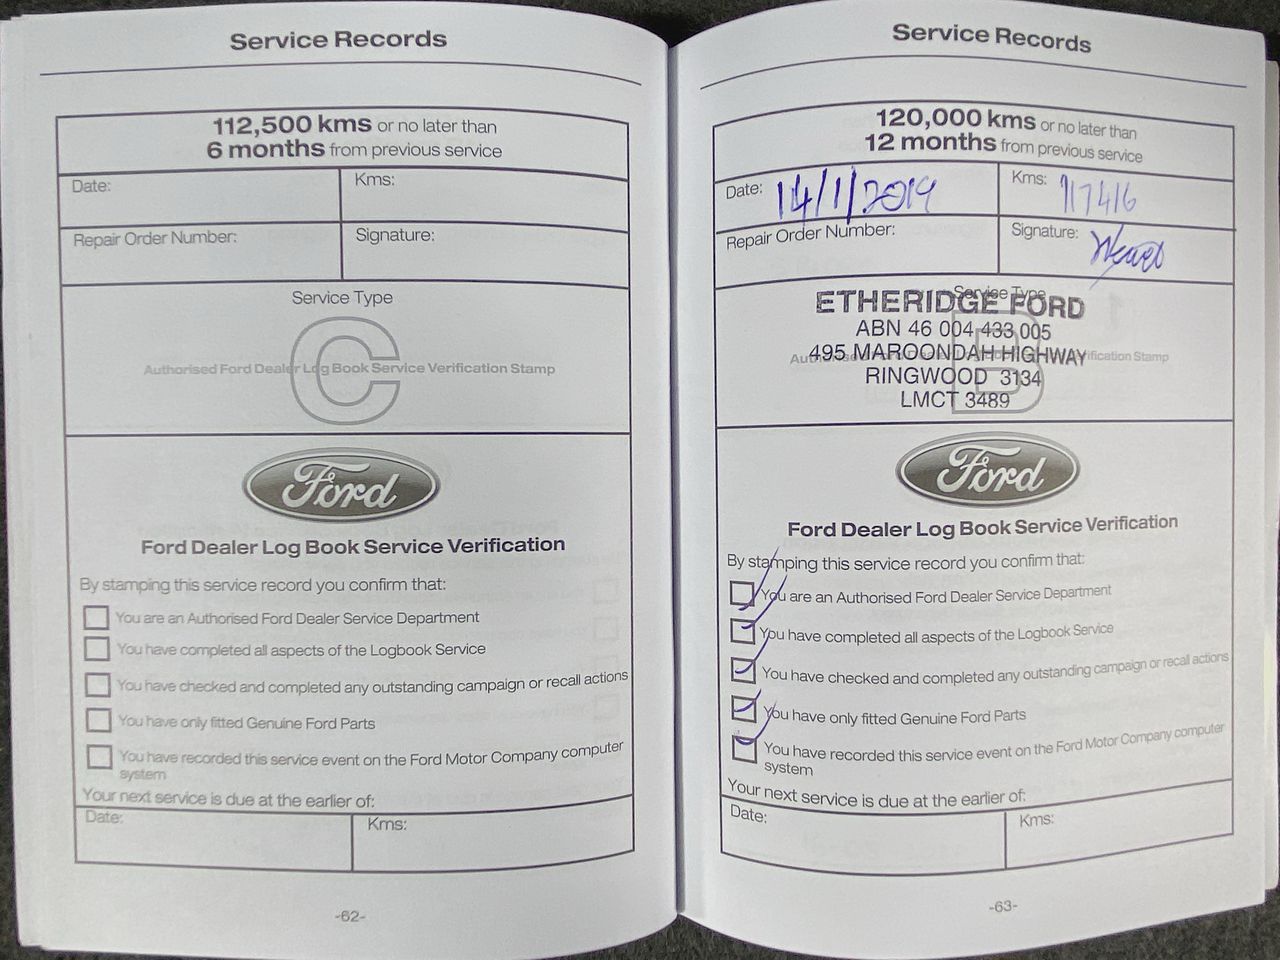 Service Records
112,500 kms or no later than
6 months from previous service
Date:
Kms:
Repair Order Number:
Signature:
Service Type
C
Authorised Ford Dealer Log Book Service Verification Stamp
Ford
Ford Dealer Log Book Service Verification
By stamping this service record you confirm that:
You are an Authorised Ford Dealer Service Department
You have completed all aspects of the Logbook Service
You have checked and completed any outstanding campaign or recall actions
You have only fitted Genuine Ford Parts
You have recorded this service event on the Ford Motor Company computer
system
Your next service is due at the earlier of:
Date:
Kms:
-62-
Service Records
120,000 kms or no later than
12 months from previous service
Date: 14/1/2019
Kms: 117416
Repair Order Number:
Signature:
Service Type
ETHERIDGE FORD
ABN 46 004 433 005
495 MAROONDAH HIGHWAY
RINGWOOD 3134
LMCT 3489
B
Ford
Ford Dealer Log Book Service Verification
By stamping this service record you confirm that:
You are an Authorised Ford Dealer Service Department
You have completed all aspects of the Logbook Service
You have checked and completed any outstanding campaign or recall actions
You have only fitted Genuine Ford Parts
You have recorded this service event on the Ford Motor Company computer
system
Your next service is due at the earlier of:
Date:
Kms:
-63-